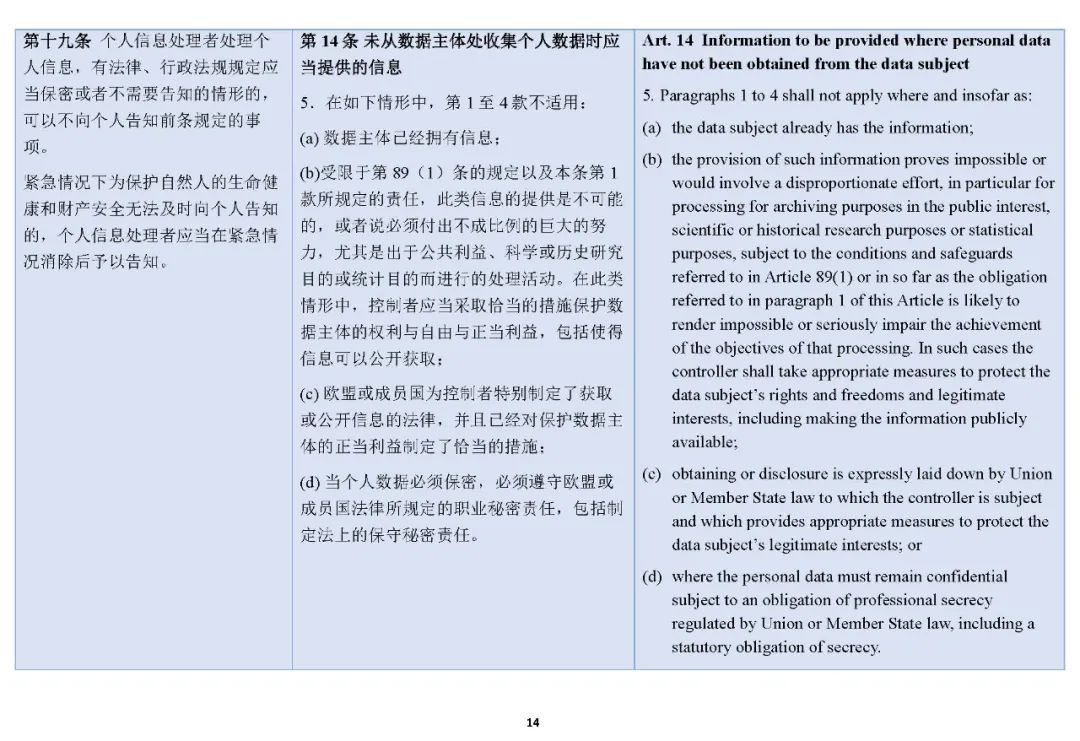 第十九条 个人信息处理者处理个
人信息，有法律、行政法规规定应
当保密或者不需要告知的情形的，
可以不向个人告知前条规定的事
项。
紧急情况下为保护自然人的生命健
康和财产安全无法及时向个人告知
的，个人信息处理者应当在紧急情
况消除后予以告知。
第 14 条 未从数据主体处收集个人数据时应
当提供的信息
5．在如下情形中，第 1 至 4 款不适用：
(a) 数据主体已经拥有信息；
(b)受限于第 89（1）条的规定以及本条第 1
款所规定的责任，此类信息的提供是不可能
的，或者说必须付出不成比例的巨大的努
力，尤其是出于公共利益、科学或历史研究
目的或统计目的而进行的处理活动。在此类
情形中，控制者应当采取恰当的措施保护数
据主体的权利与自由与正当利益，包括使得
信息可以公开获取；
(c) 欧盟或成员国为控制者特别制定了获取
或公开信息的法律，并且已经对保护数据主
体的正当利益制定了恰当的措施；
(d) 当个人数据必须保密，必须遵守欧盟或
成员国法律所规定的职业秘密责任，包括制
定法上的保守秘密责任。
Art. 14 Information to be provided where personal data
have not been obtained from the data subject
5. Paragraphs 1 to 4 shall not apply where and insofar as:
(a) the data subject already has the information;
(b) the provision of such information proves impossible or
would involve a disproportionate effort, in particular for
processing for archiving purposes in the public interest,
scientific or historical research purposes or statistical
purposes, subject to the conditions and safeguards
referred to in Article 89(1) or in so far as the obligation
referred to in paragraph 1 of this Article is likely to
render impossible or seriously impair the achievement
of the objectives of that processing. In such cases the
controller shall take appropriate measures to protect the
data subject’s rights and freedoms and legitimate
interests, including making the information publicly
available;
(c) obtaining or disclosure is expressly laid down by Union
or Member State law to which the controller is subject
and which provides appropriate measures to protect the
data subject’s legitimate interests; or
(d) where the personal data must remain confidential
subject to an obligation of professional secrecy
regulated by Union or Member State law, including a
statutory obligation of secrecy.
14